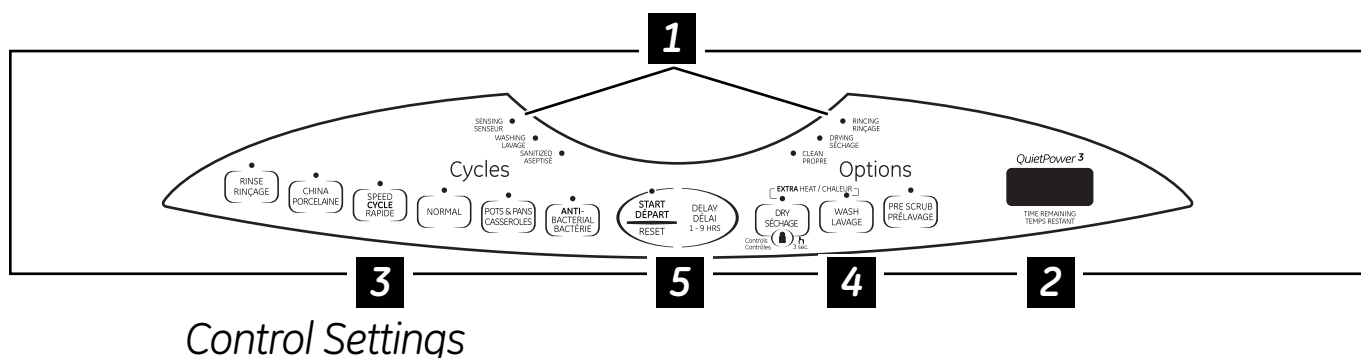 1
SENSING
SENSEUR
WASHING
LAVAGE
SANITIZED
ASEPTISÉ
RINCING
RINÇAGE
DRYING
SÉCHAGE
CLEAN
PROPRE
Cycles
RINSE
RINÇAGE
CHINA
PORCELAINE
SPEED
CYCLE
RAPIDE
NORMAL
POTS & PANS
CASSEROLES
ANTI-
BACTERIAL
BACTÉRIE
START
DÉPART
RESET
DELAY
DÉLAI
1 - 9 HRS
Options
EXTRA HEAT / CHALEUR
DRY
SÉCHAGE
Controls
Contrôles
3 sec.
WASH
LAVAGE
PRE SCRUB
PRÉLAVAGE
QuietPower 3
TIME REMAINING
TEMPS RESTANT
3
5
4
2
Control Settings